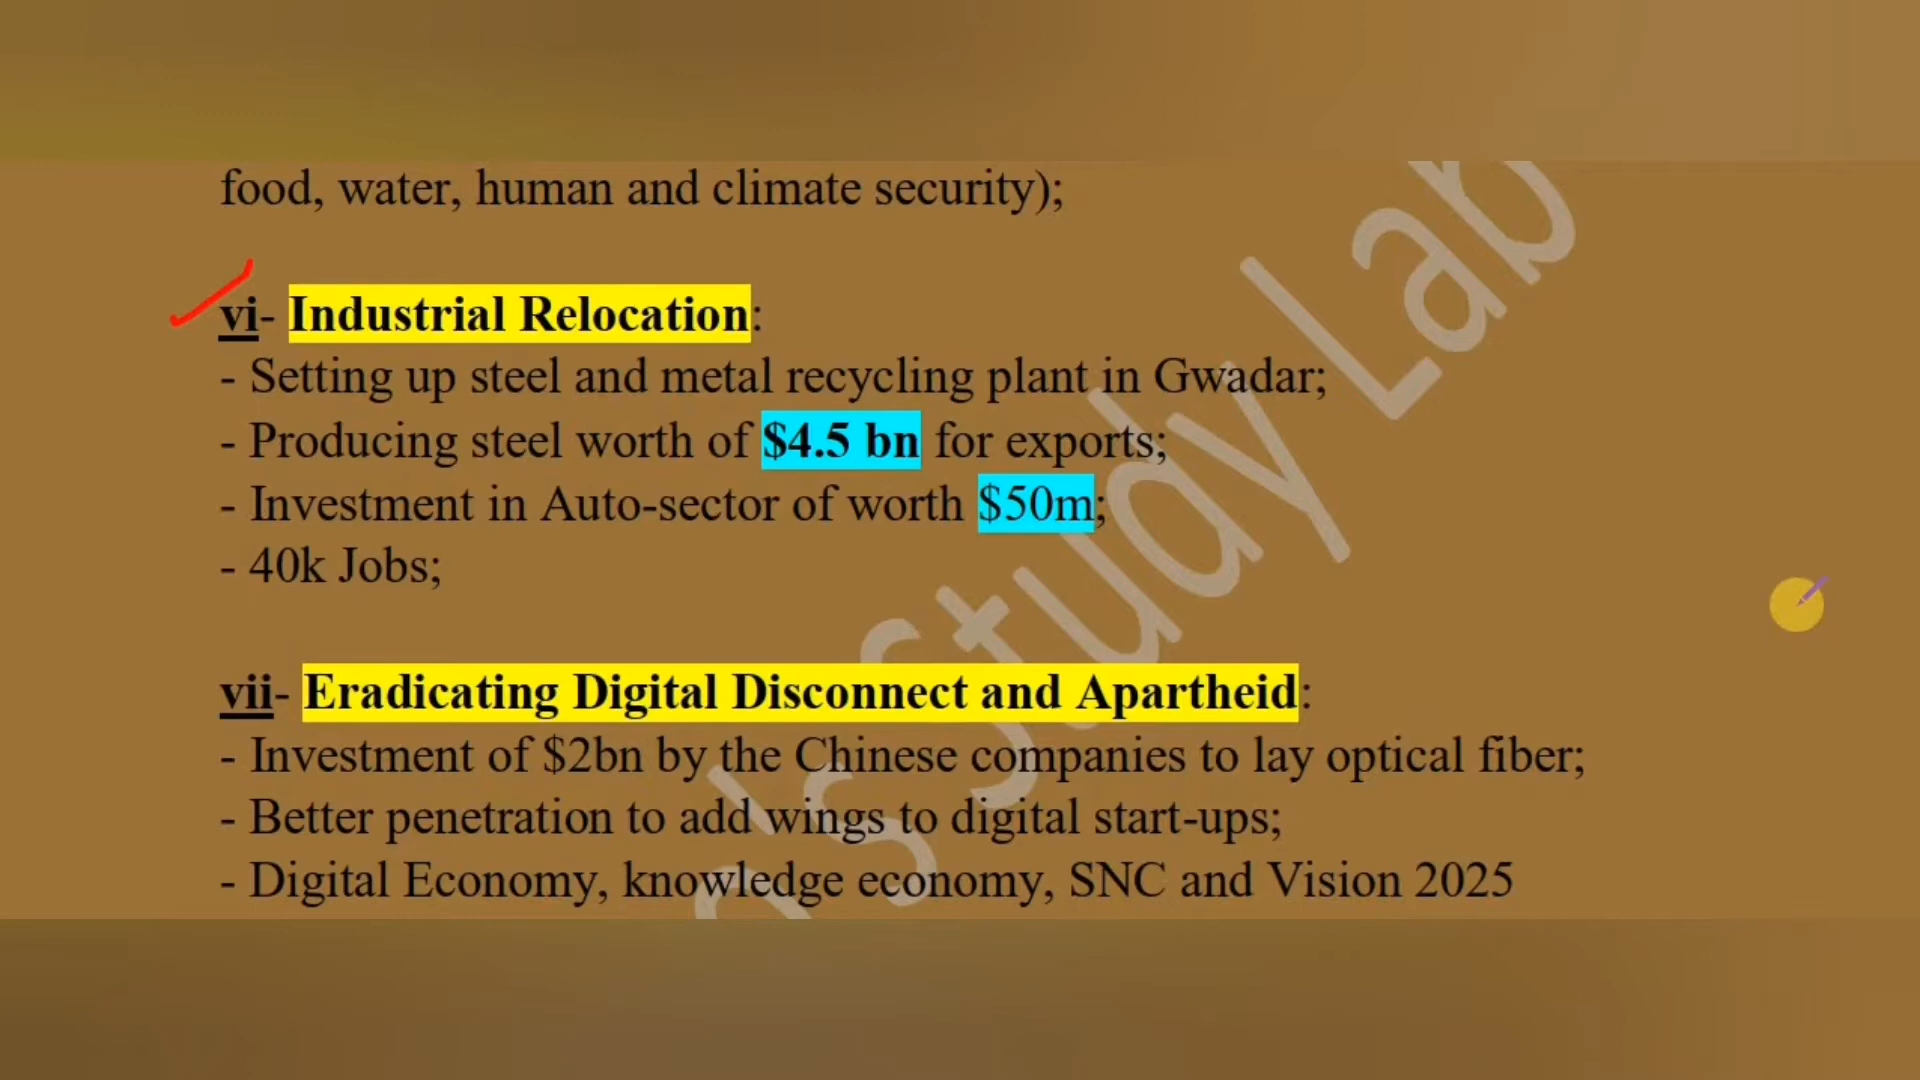 food, water, human and climate security);
vi- Industrial Relocation:
- Setting up steel and metal recycling plant in Gwadar;
- Producing steel worth of $4.5 bn for exports;
- Investment in Auto-sector of worth $50m;
- 40k Jobs;
vii- Eradicating Digital Disconnect and Apartheid:
- Investment of $2bn by the Chinese companies to lay optical fiber;
- Better penetration to add wings to digital start-ups;
- Digital Economy, knowledge economy, SNC and Vision 2025
's Study Lab